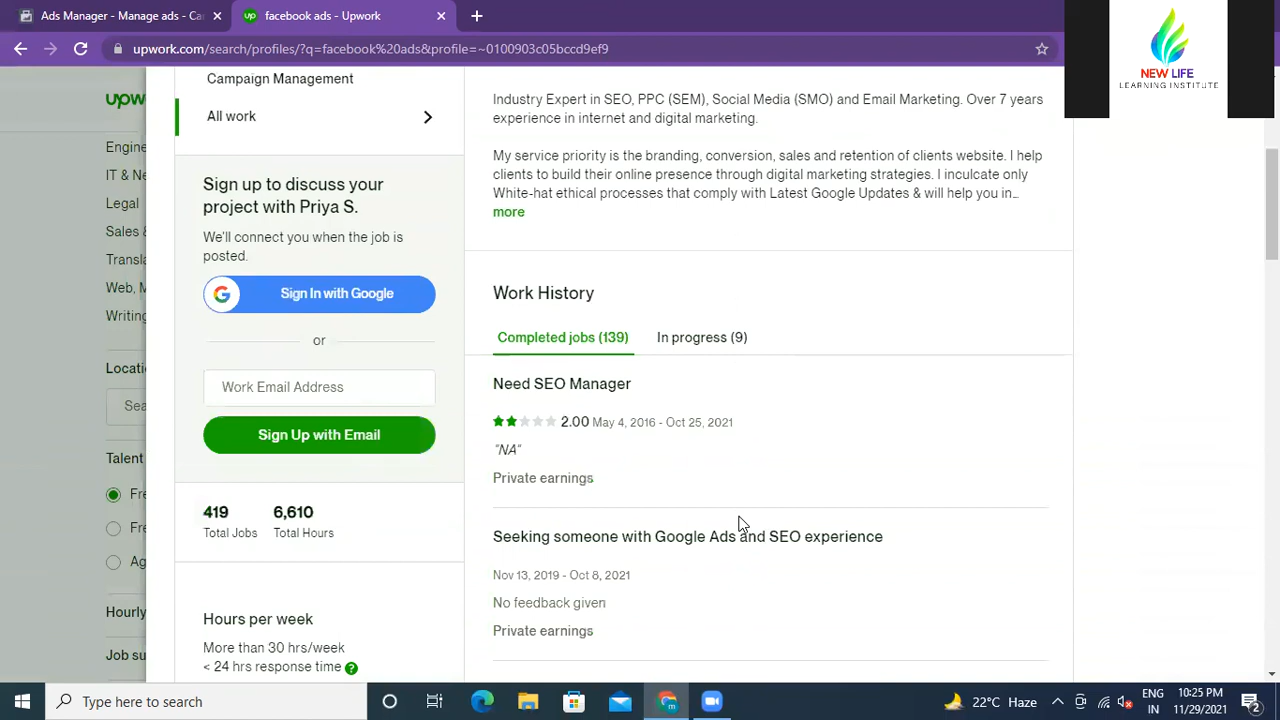 Ads Manager - Manage ads - Ca
facebook ads - Upwork
upwork.com/search/profiles/?q=facebook%20ads&profile=~0100903c05bccd9ef9
NEW LIFE
LEARNING INSTITUTE
Campaign Management
All work
Sign up to discuss your
project with Priya S.
We'll connect you when the job is
posted.
Sign In with Google
or
Work Email Address
Sign Up with Email
419
6,610
Total Jobs
Total Hours
Hours per week
More than 30 hrs/week
< 24 hrs response time
Industry Expert in SEO, PPC (SEM), Social Media (SMO) and Email Marketing. Over 7 years
experience in internet and digital marketing.
My service priority is the branding, conversion, sales and retention of clients website. I help
clients to build their online presence through digital marketing strategies. I inculcate only
White-hat ethical processes that comply with Latest Google Updates & will help you in...
more
Work History
Completed jobs (139)
In progress (9)
Need SEO Manager
2.00 May 4, 2016 - Oct 25, 2021
"NA"
Private earnings
Seeking someone with Google Ads and SEO experience
Nov 13, 2019 - Oct 8, 2021
No feedback given
Private earnings
upw
Engine
IT & Ne
Legal
Sales &
Transla
Web, M
Writing
Locatio
Sea
Talent
Fre
Fre
Ag
Hourly
Job su
Type here to search
22°C Haze
ENG
IN
10:25 PM
11/29/2021
2